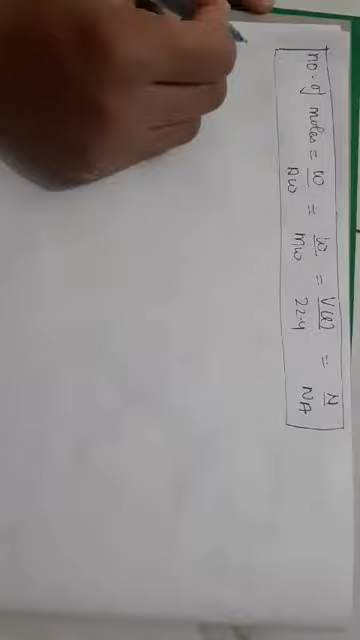 no. of moles = w/AW = w/MW = V(l)/22.4 = N/NA